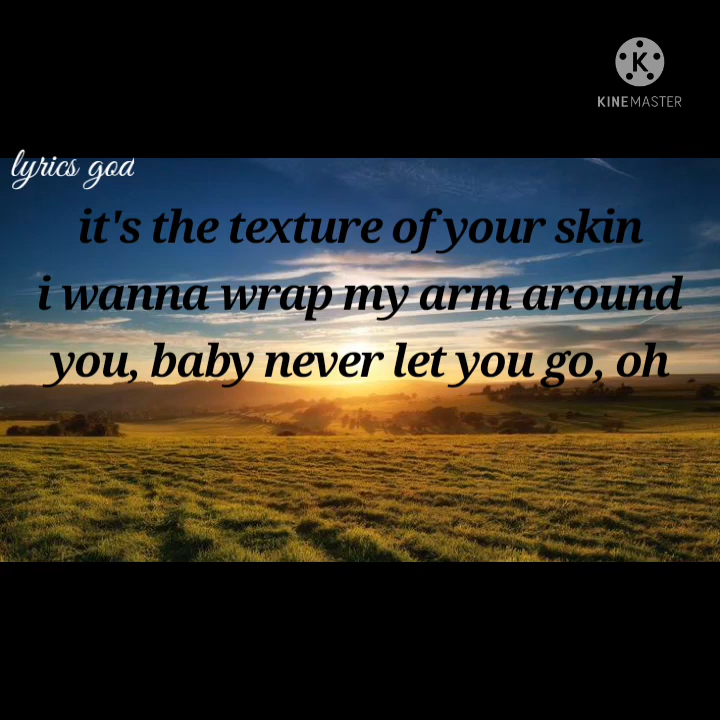 K
KINEMASTER
lyrics god
it's the texture of your skin
i wanna wrap my arm around
you, baby never let you go, oh